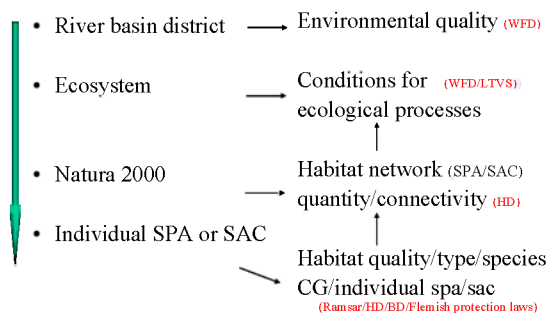 • River basin district
Environmental quality (WFD)
• Ecosystem
Conditions for (WFD/LTVS)
ecological processes
• Natura 2000
Habitat network (SPA/SAC)
quantity/connectivity (HD)
• Individual SPA or SAC
Habitat quality/type/species
CG/individual spa/sac
(Ramsar/HD/BD/Flemish protection laws)